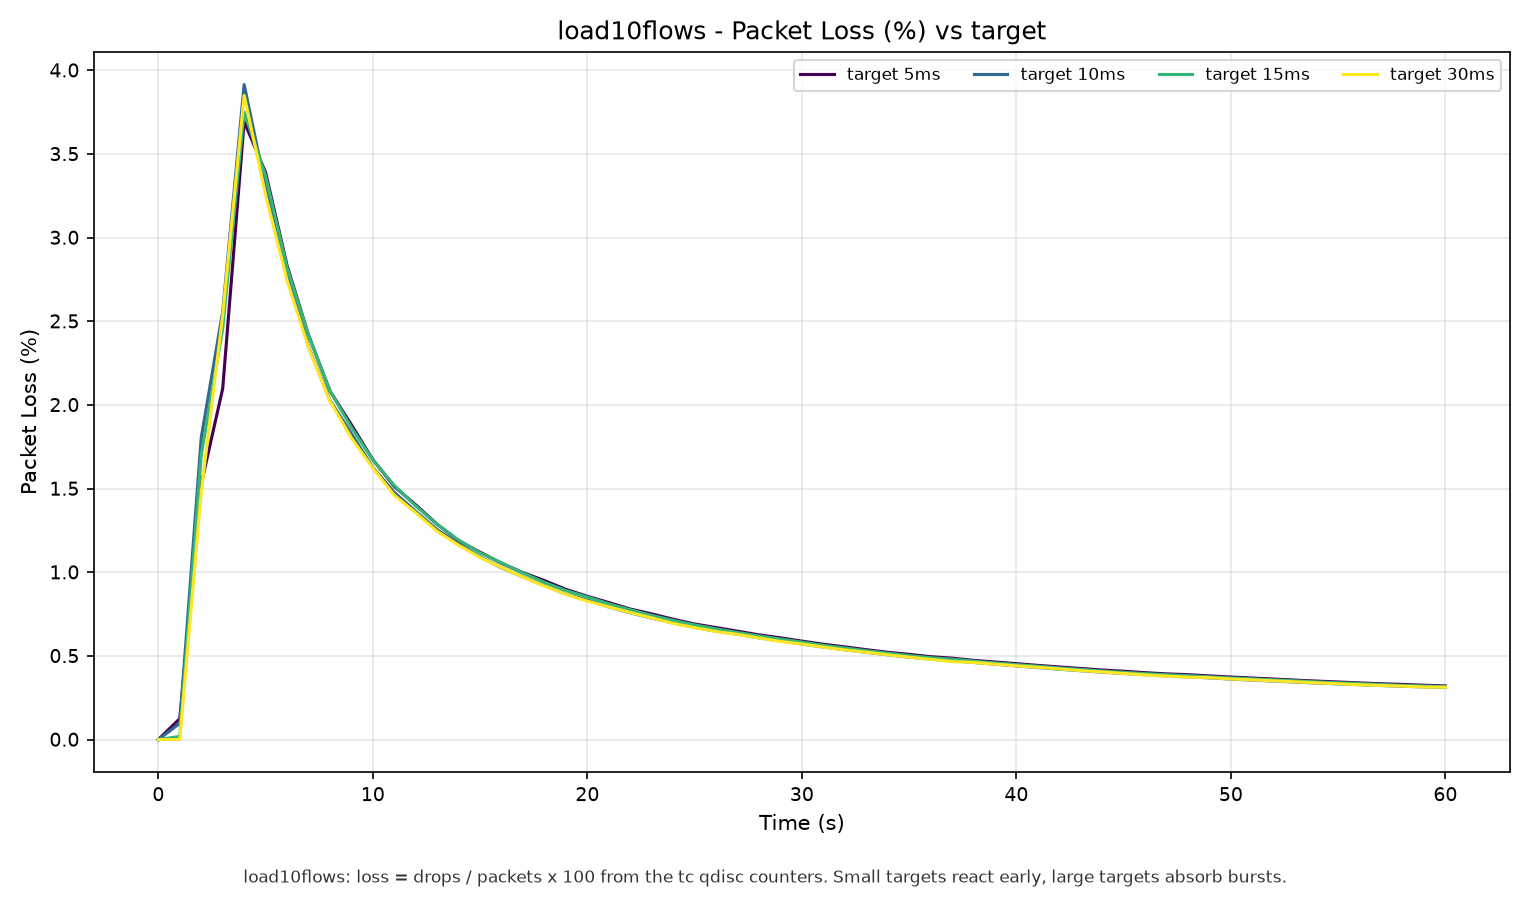 load10flows - Packet Loss (%) vs target
target 5ms
target 10ms
target 15ms
target 30ms
Packet Loss (%)
4.0
3.5
3.0
2.5
2.0
1.5
1.0
0.5
0.0
0
10
20
30
40
50
60
Time (s)
load10flows: loss = drops / packets x 100 from the tc qdisc counters. Small targets react early, large targets absorb bursts.